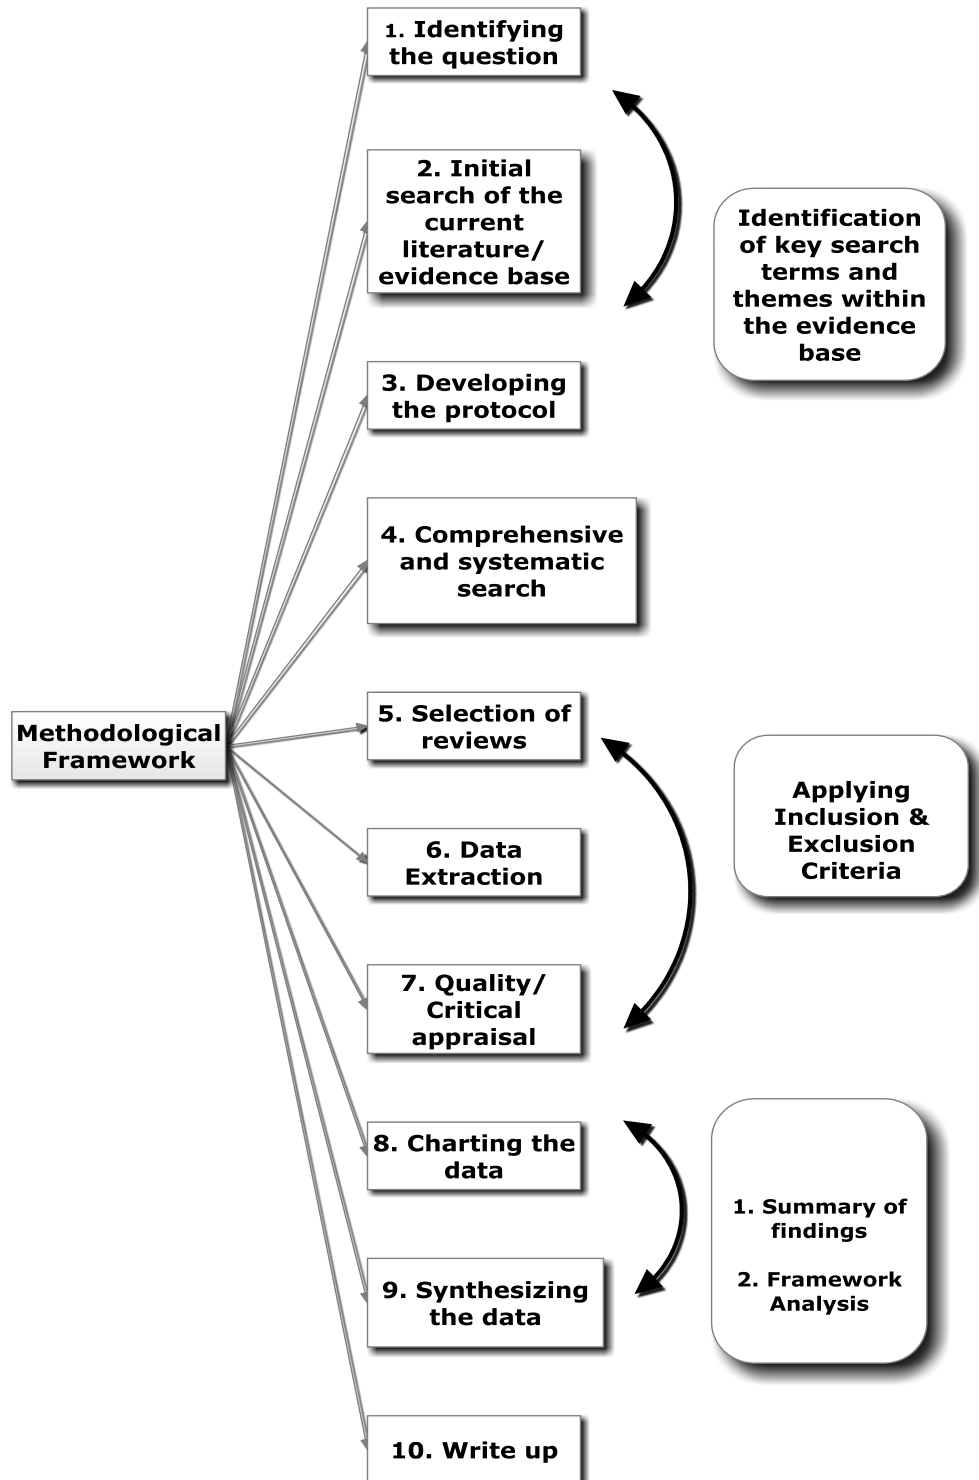 1. Identifying
the question
2. Initial
search of the
current
literature/
evidence base
Identification
of key search
terms and
themes within
the evidence
base
3. Developing
the protocol
4. Comprehensive
and systematic
search
Methodological
Framework
5. Selection of
reviews
Applying
Inclusion &
Exclusion
Criteria
6. Data
Extraction
7. Quality/
Critical
appraisal
8. Charting the
data
1. Summary of
findings
2. Framework
Analysis
9. Synthesizing
the data
10. Write up